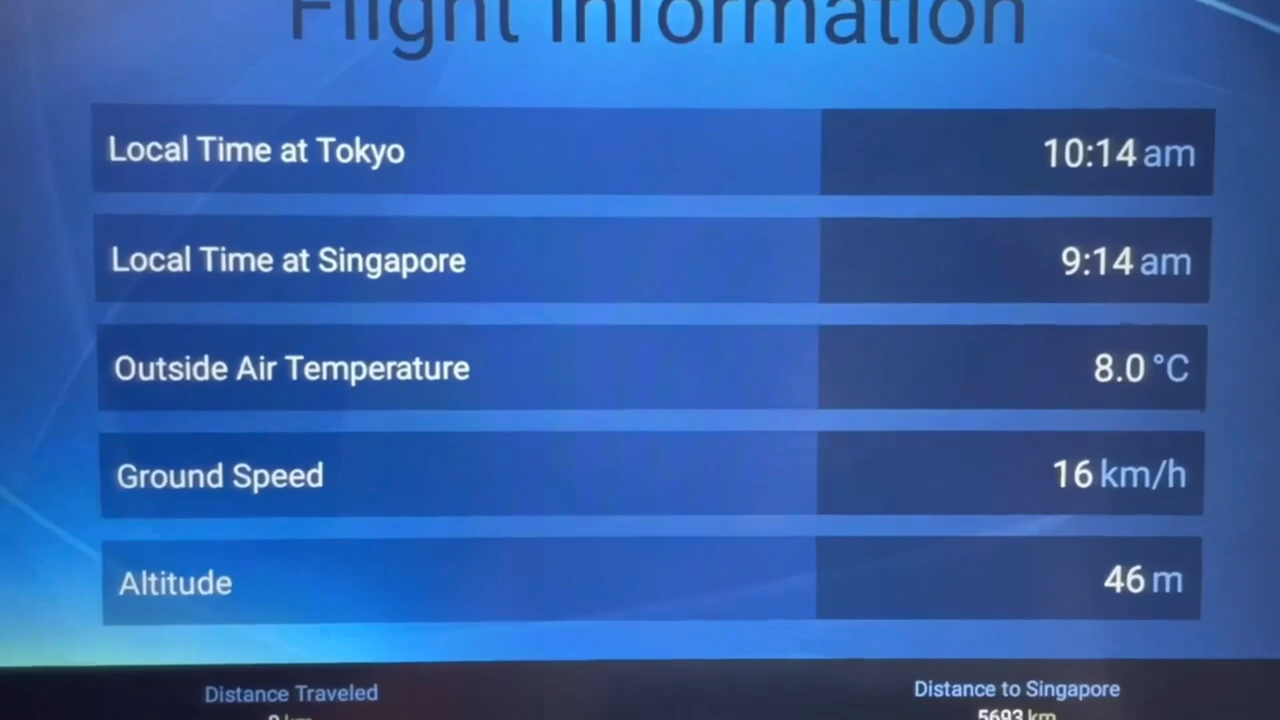 Flight Information
Local Time at Tokyo 10:14 am
Local Time at Singapore 9:14 am
Outside Air Temperature 8.0 °C
Ground Speed 16 km/h
Altitude 46 m
Distance Traveled Distance to Singapore
5693 km